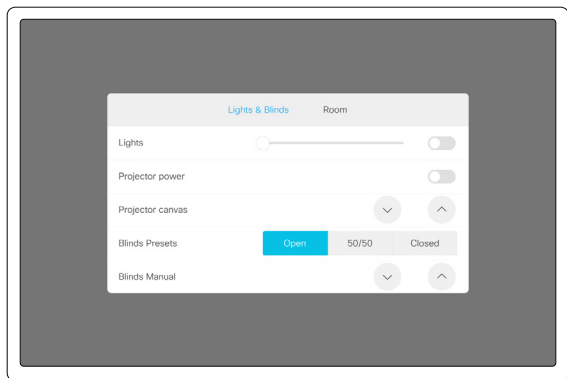 Lights & Blinds Room
Lights
Projector power
Projector canvas
Blinds Presets Open 50/50 Closed
Blinds Manual